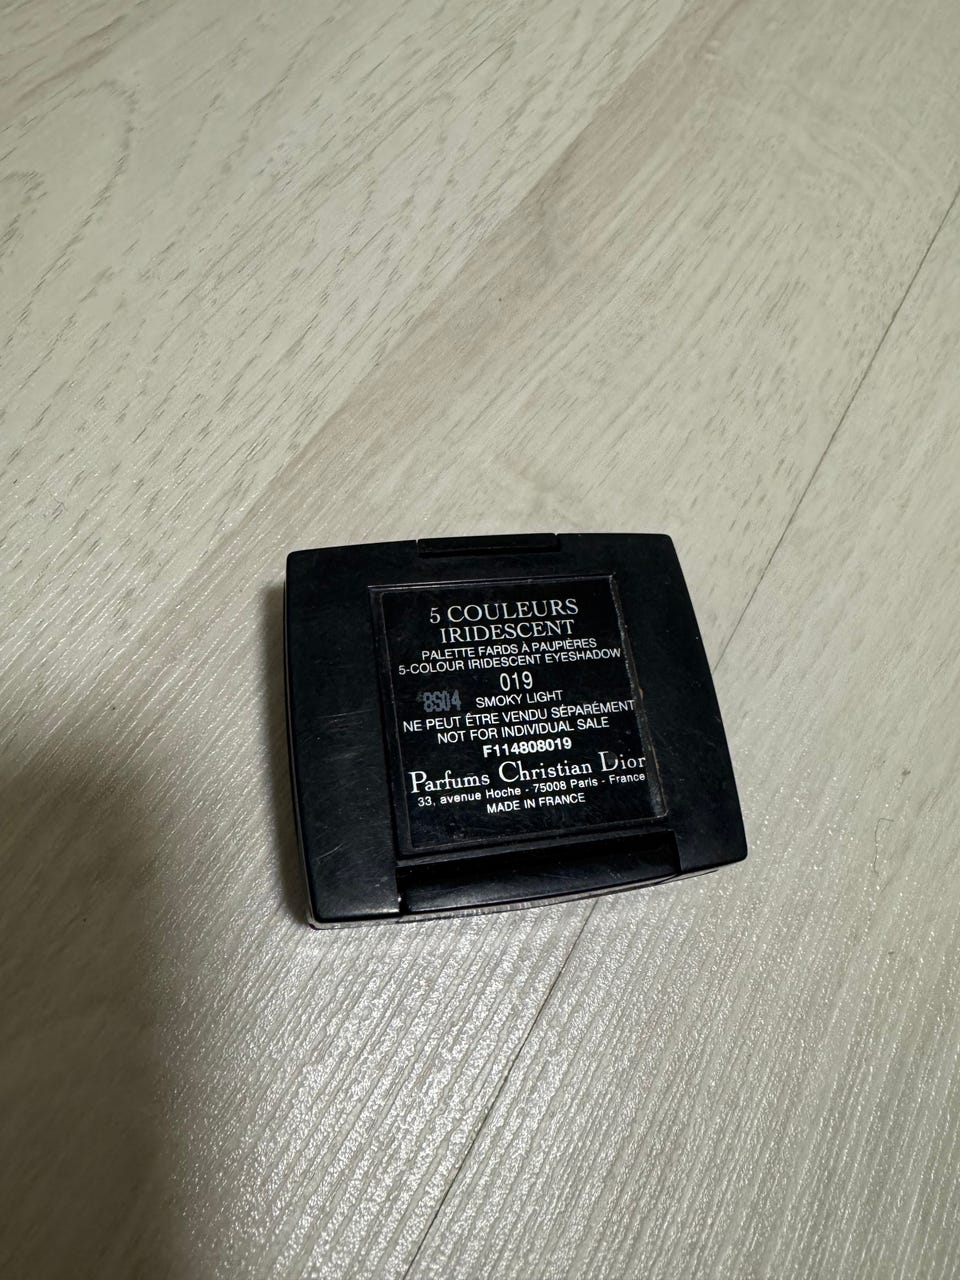 5 COULEURS
IRIDESCENT
PALETTE FARDS À PAUPIÈRES
5-COLOUR IRIDESCENT EYESHADOW
019
8S04 SMOKY LIGHT
NE PEUT ÊTRE VENDU SÉPARÉMENT
NOT FOR INDIVIDUAL SALE
F114808019
Parfums Christian Dior
33, avenue Hoche - 75008 Paris - France
MADE IN FRANCE